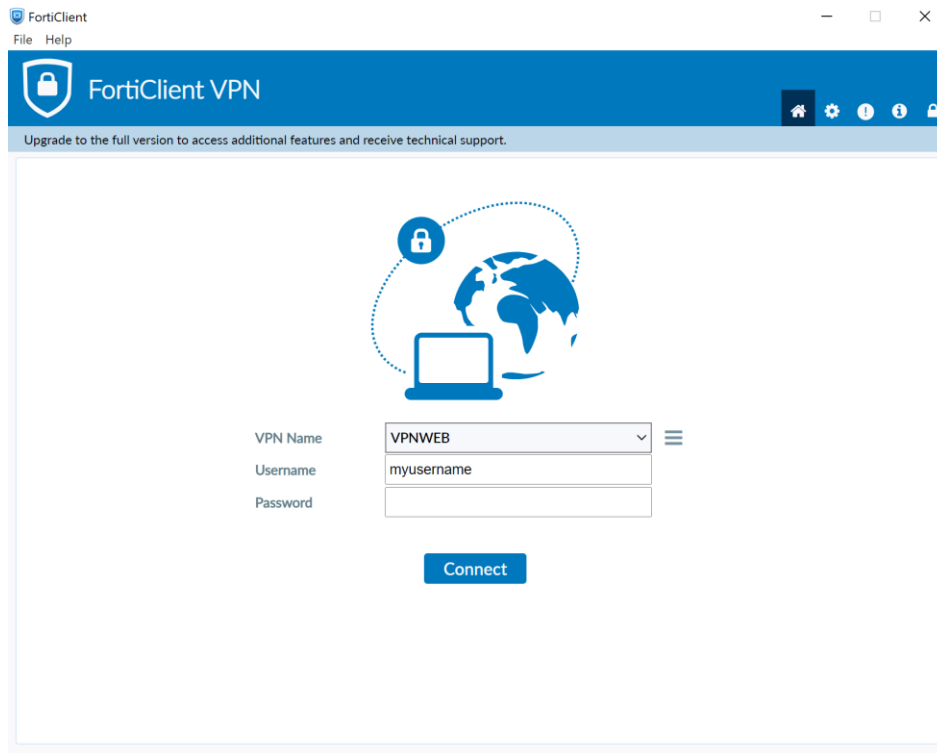 FortiClient
File Help
FortiClient VPN
Upgrade to the full version to access additional features and receive technical support.
VPN Name VPNWEB
Username myusername
Password
Connect